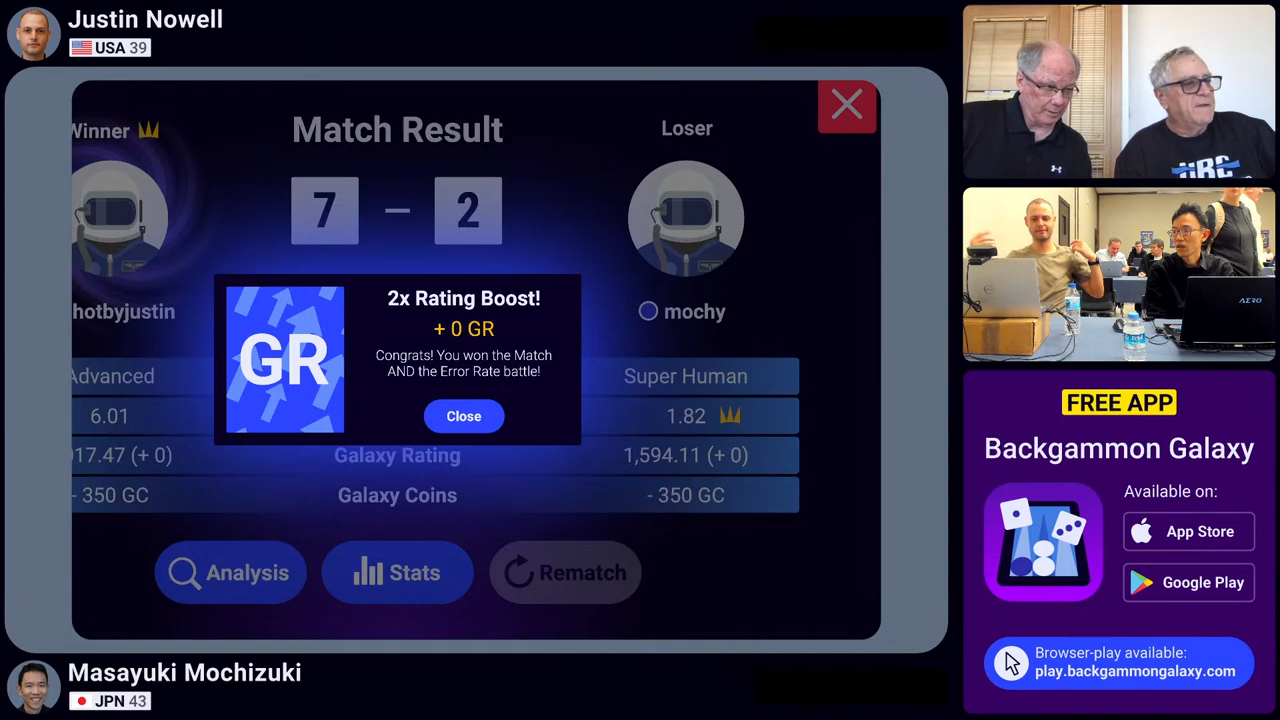 Justin Nowell
USA 39
Winner
Match Result
Loser
7 – 2
hotbyjustin
mochy
GR
2x Rating Boost!
+ 0 GR
Congrats! You won the Match
AND the Error Rate battle!
Close
Advanced
Super Human
6.01
1.82
017.47 (+ 0)
Galaxy Rating
1,594.11 (+ 0)
- 350 GC
Galaxy Coins
- 350 GC
Analysis
Stats
Rematch
Masayuki Mochizuki
JPN 43
AERO
FREE APP
Backgammon Galaxy
Available on:
App Store
Google Play
Browser-play available:
play.backgammongalaxy.com